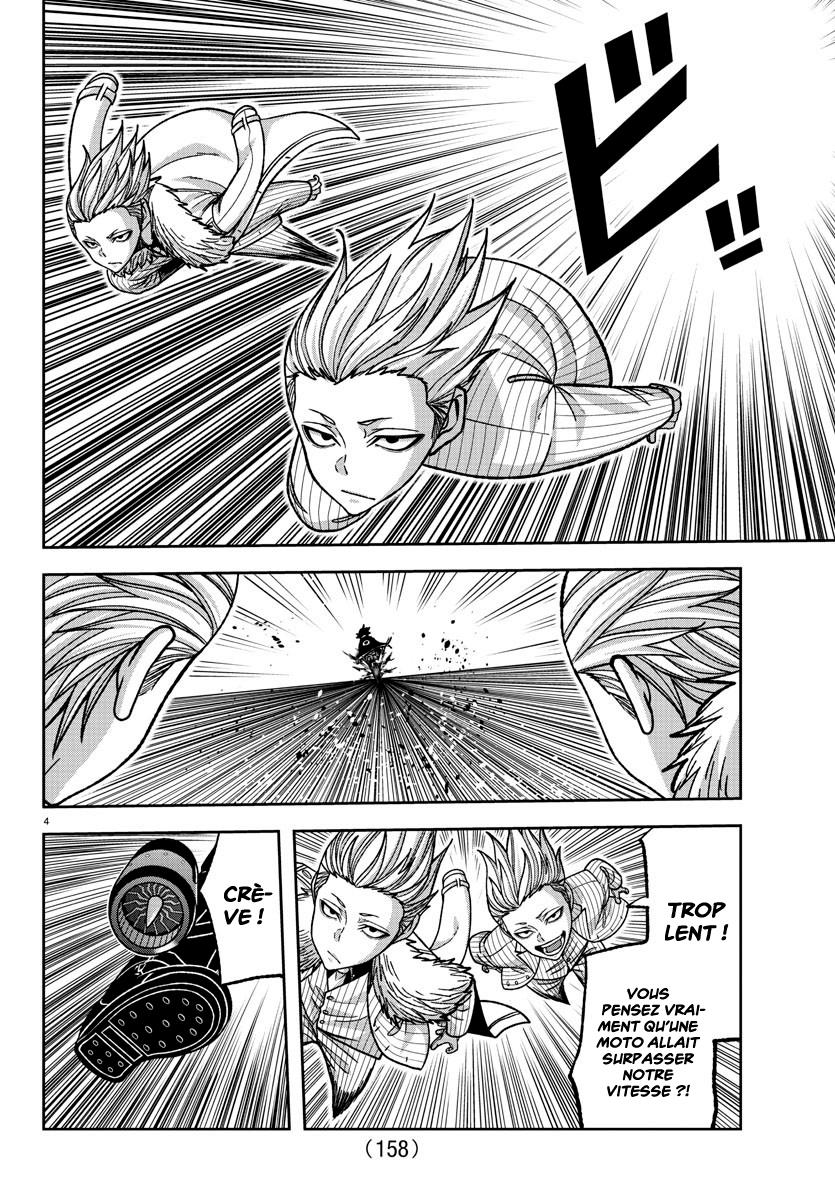 ビッ
TROP
LENT !
VOUS
PENSEZ VRAI-
MENT QU'UNE
MOTO ALLAIT
SURPASSER
NOTRE
VITESSE ?!
CRÈ-
VE !
4
(158)